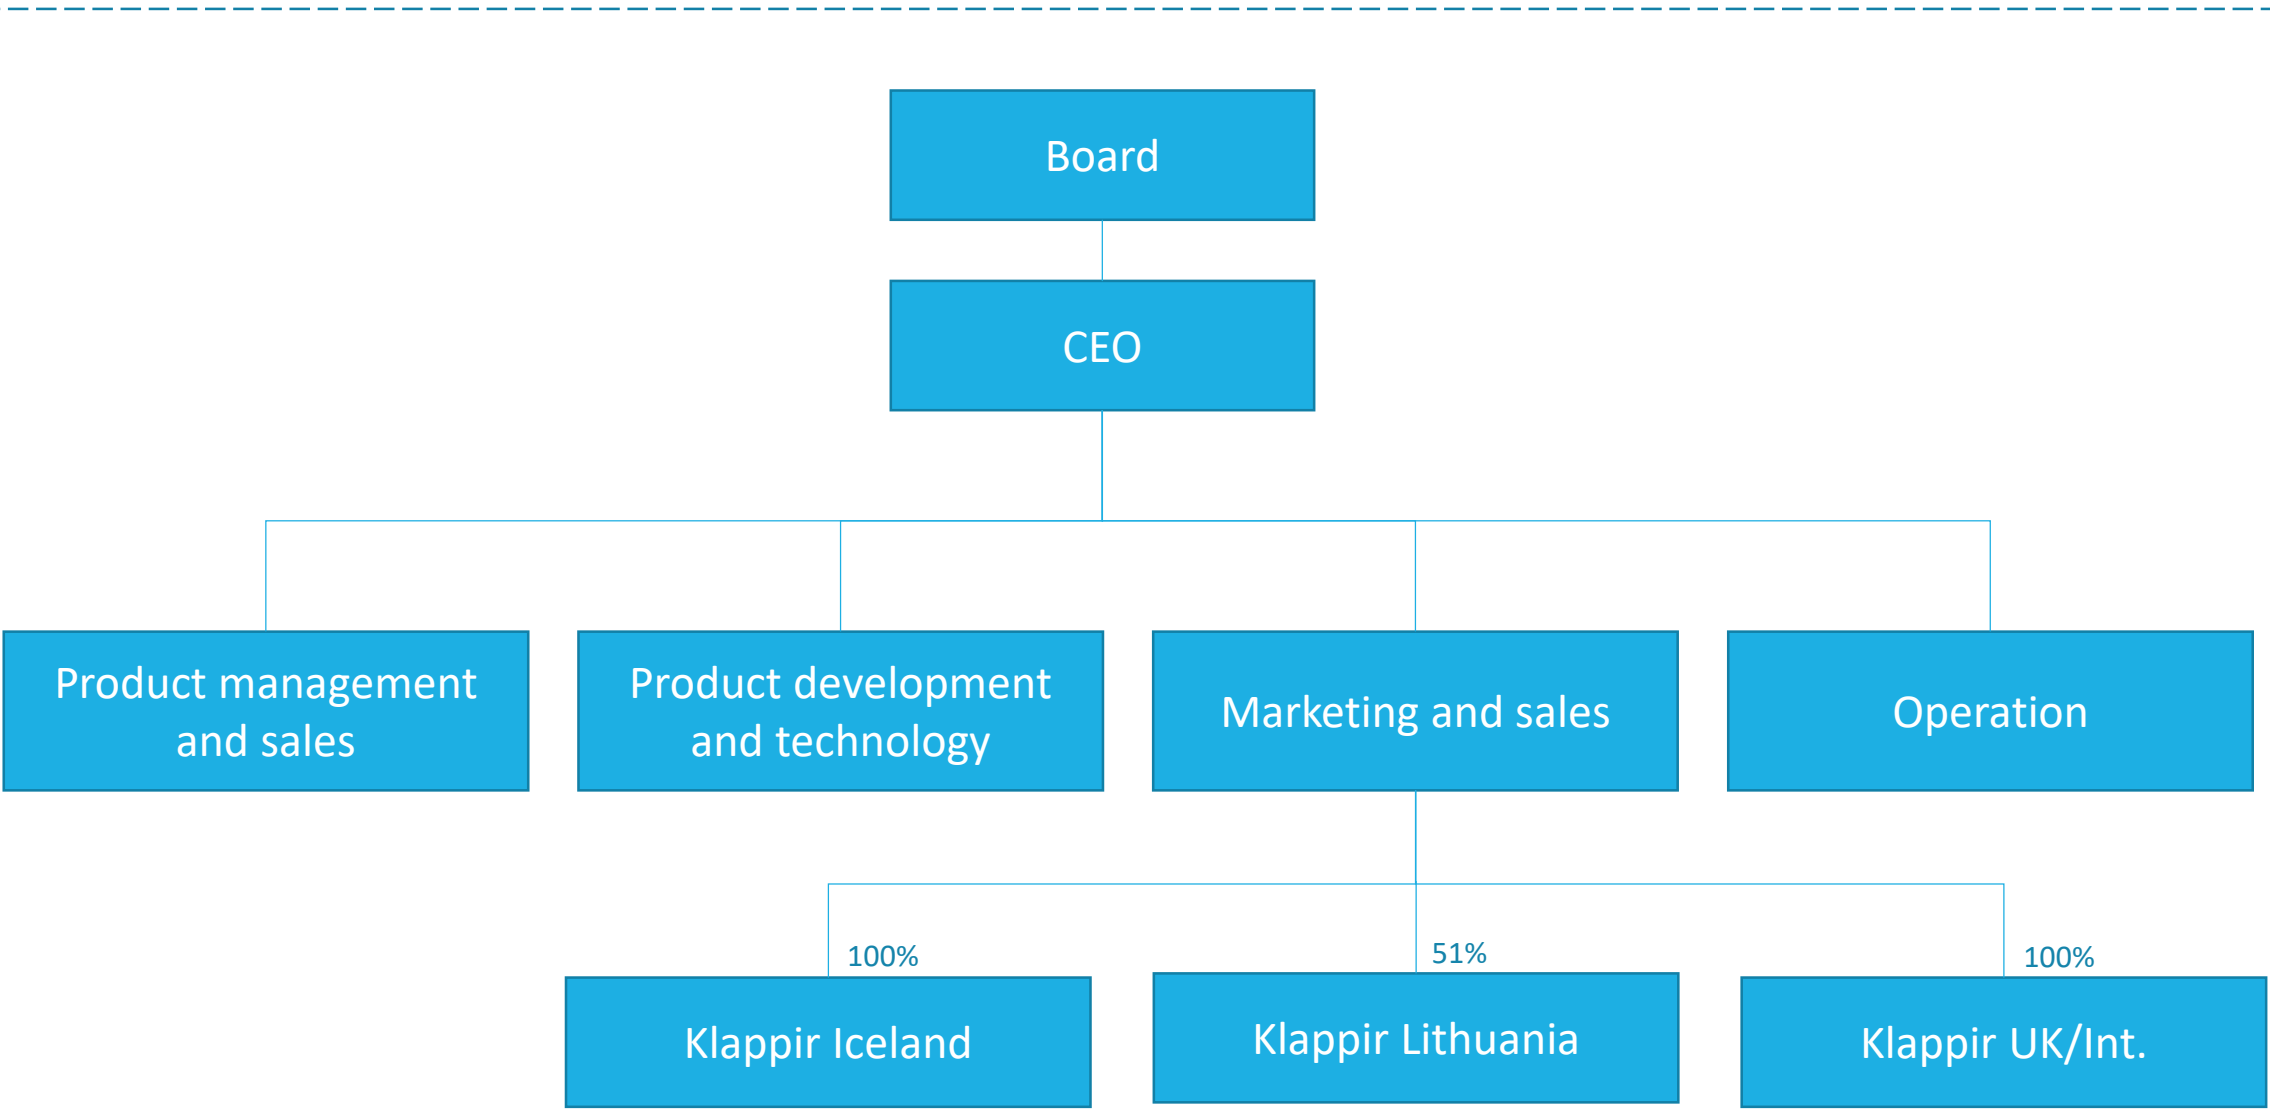 Board
CEO
Product management
and sales
Product development
and technology
Marketing and sales
Operation
100%
51%
100%
Klappir Iceland
Klappir Lithuania
Klappir UK/Int.